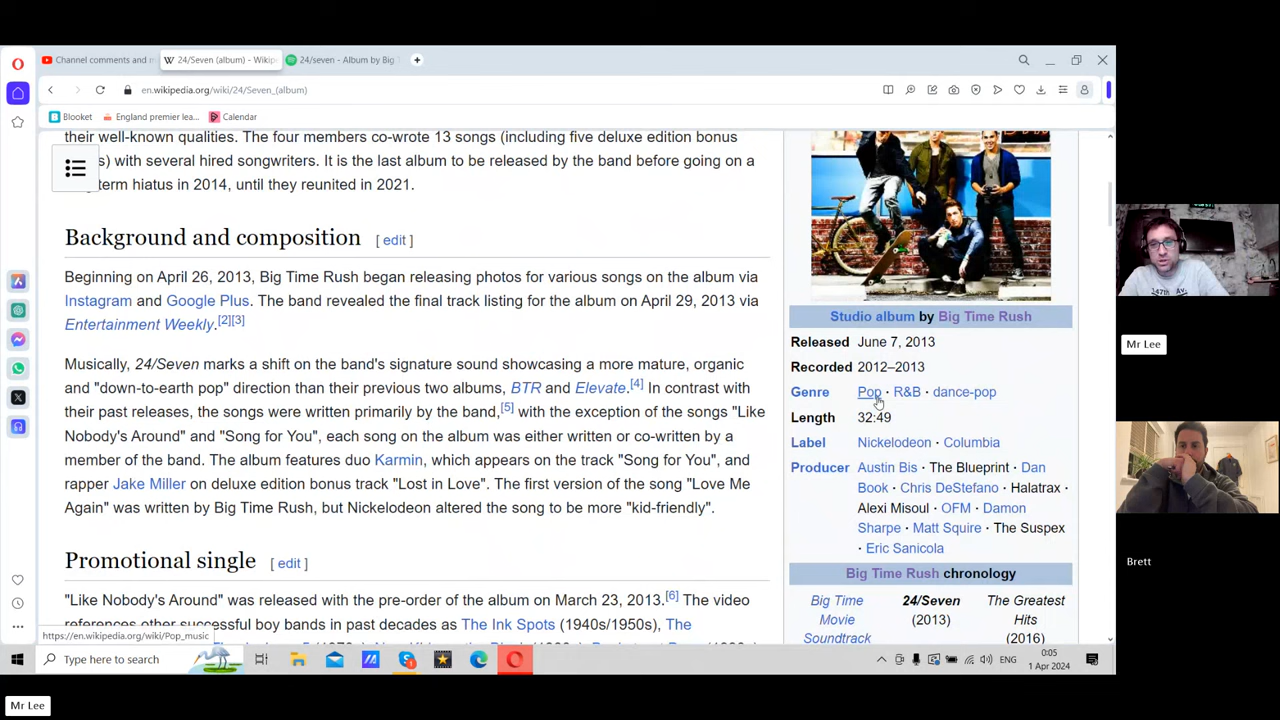 Channel comments and m
24/Seven (album) - Wikip
24/seven - Album by Big
en.wikipedia.org/wiki/24/Seven_(album)
Blooket
England premier lea...
Calendar
their well-known qualities. The four members co-wrote 13 songs (including five deluxe edition bonus
with several hired songwriters. It is the last album to be released by the band before going on a
term hiatus in 2014, until they reunited in 2021.
Background and composition [ edit ]
Beginning on April 26, 2013, Big Time Rush began releasing photos for various songs on the album via
Instagram and Google Plus. The band revealed the final track listing for the album on April 29, 2013 via
Entertainment Weekly.[2][3]
Musically, 24/Seven marks a shift on the band's signature sound showcasing a more mature, organic
and "down-to-earth pop" direction than their previous two albums, BTR and Elevate.[4] In contrast with
their past releases, the songs were written primarily by the band,[5] with the exception of the songs "Like
Nobody's Around" and "Song for You", each song on the album was either written or co-written by a
member of the band. The album features duo Karmin, which appears on the track "Song for You", and
rapper Jake Miller on deluxe edition bonus track "Lost in Love". The first version of the song "Love Me
Again" was written by Big Time Rush, but Nickelodeon altered the song to be more "kid-friendly".
Promotional single [ edit ]
"Like Nobody's Around" was released with the pre-order of the album on March 23, 2013.[6] The video
references other successful boy bands in past decades as The Ink Spots (1940s/1950s), The
https://en.wikipedia.org/wiki/Pop_music
Studio album by Big Time Rush
Released June 7, 2013
Recorded 2012–2013
Genre Pop · R&B · dance-pop
Length 32:49
Label Nickelodeon · Columbia
Producer Austin Bis · The Blueprint · Dan
Book · Chris DeStefano · Halatrax ·
Alexi Misoul · OFM · Damon
Sharpe · Matt Squire · The Suspex
· Eric Sanicola
Big Time Rush chronology
Big Time
Movie
Soundtrack
24/Seven
(2013)
The Greatest
Hits
(2016)
Type here to search
ENG
0:05
1 Apr 2024
147th Av.
Mr Lee
Brett
Mr Lee